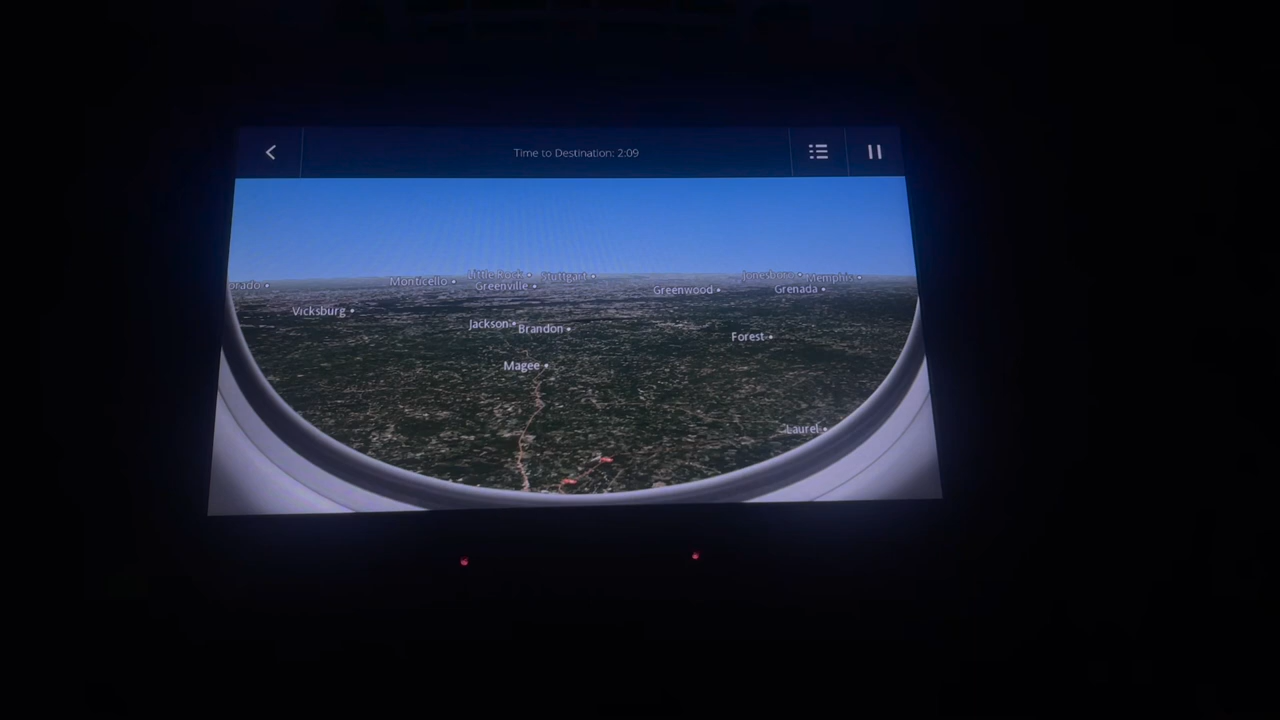 Time to Destination: 2:09
Little Rock
Stuttgart
Jonesboro
Memphis
orado
Monticello
Greenville
Greenwood
Grenada
Vicksburg
Jackson
Brandon
Forest
Magee
Laurel